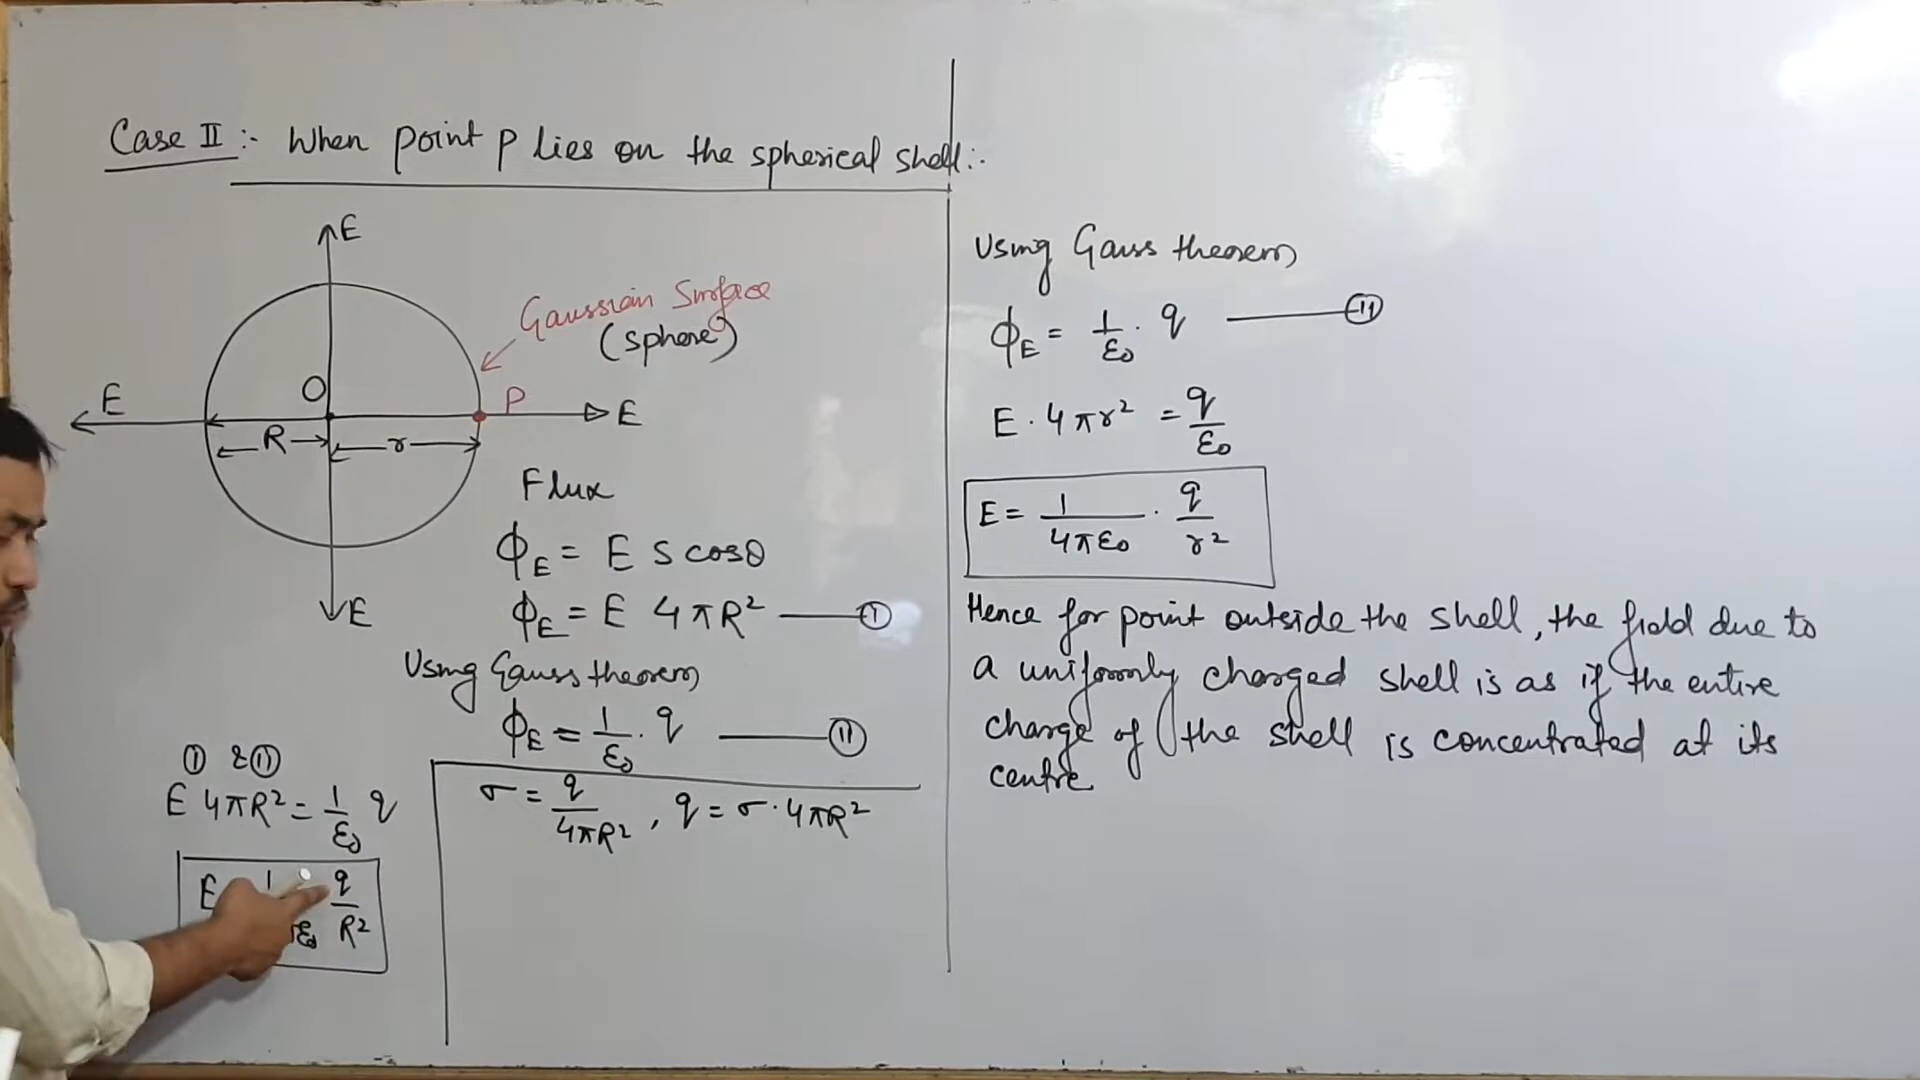 Case II :- When point P lies on the spherical shell :-
E
Gaussian Surface
(sphere)
O
P
E
E
R
r
E
Flux
ϕE = E S cosθ
ϕE = E 4πR² —— (I)
Using Gauss theorem
ϕE = 1/ε₀ · q —— (II)
(I) & (II)
E 4πR² = 1/ε₀ q
E 1 q/R²
σ = q/4πR² , q = σ · 4πR²
Using Gauss theorem
ϕE = 1/ε₀ · q —— (II)
E · 4πr² = q/ε₀
E = 1/4πε₀ · q/r²
Hence for point outside the shell, the field due to
a uniformly charged shell is as if the entire
charge of the shell is concentrated at its
centre